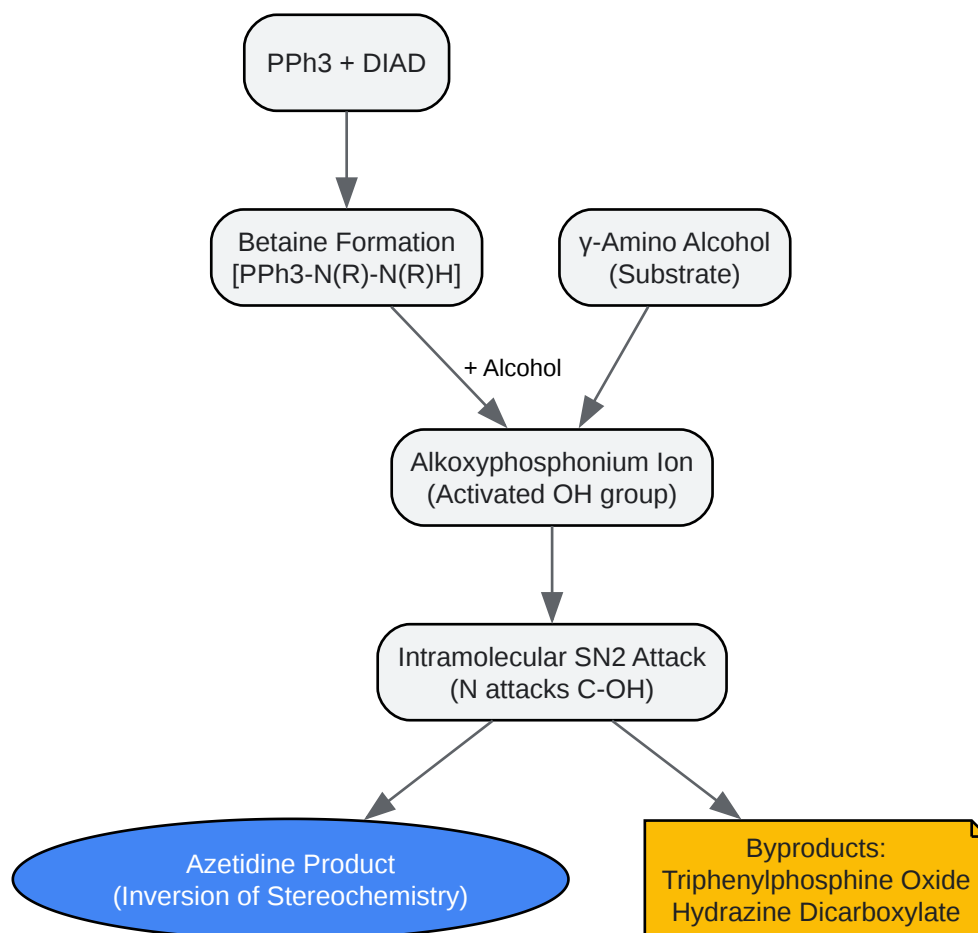 PPh3 + DIAD
Betaine Formation
[PPh3-N(R)-N(R)H]
γ-Amino Alcohol
(Substrate)
+ Alcohol
Alkoxyphosphonium Ion
(Activated OH group)
Intramolecular SN2 Attack
(N attacks C-OH)
Azetidine Product
(Inversion of Stereochemistry)
Byproducts:
Triphenylphosphine Oxide
Hydrazine Dicarboxylate